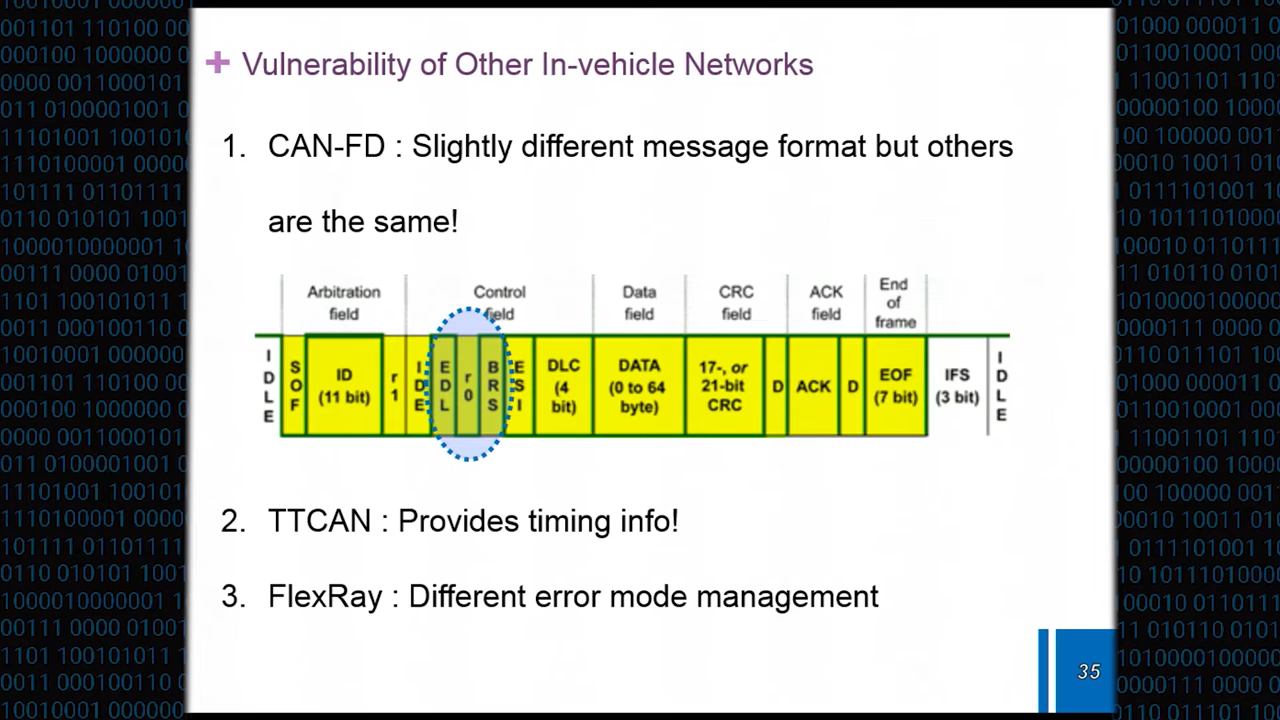 + Vulnerability of Other In-vehicle Networks
1. CAN-FD : Slightly different message format but others
are the same!
Arbitration field
Control field
Data field
CRC field
ACK field
End of frame
IDLE
SOF
ID (11 bit)
r1
IDE
EDL
r0
BRS
ESI
DLC (4 bit)
DATA (0 to 64 byte)
17-, or 21-bit CRC
D
ACK
D
EOF (7 bit)
IFS (3 bit)
IDLE
2. TTCAN : Provides timing info!
3. FlexRay : Different error mode management
35